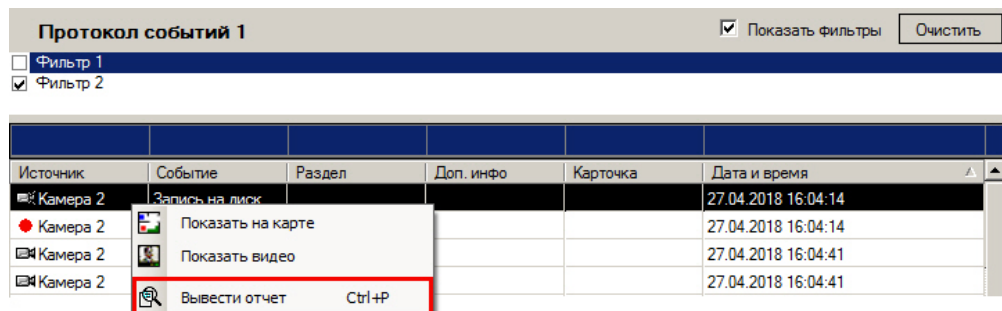 Протокол событий 1 Показать фильтры Очистить
Фильтр 1
Фильтр 2
Источник Событие Раздел Доп. инфо Карточка Дата и время
Камера 2 Запись на диск 27.04.2018 16:04:14
Камера 2 Показать на карте 27.04.2018 16:04:14
Камера 2 Показать видео 27.04.2018 16:04:41
Камера 2 27.04.2018 16:04:41
Вывести отчет Ctrl+P